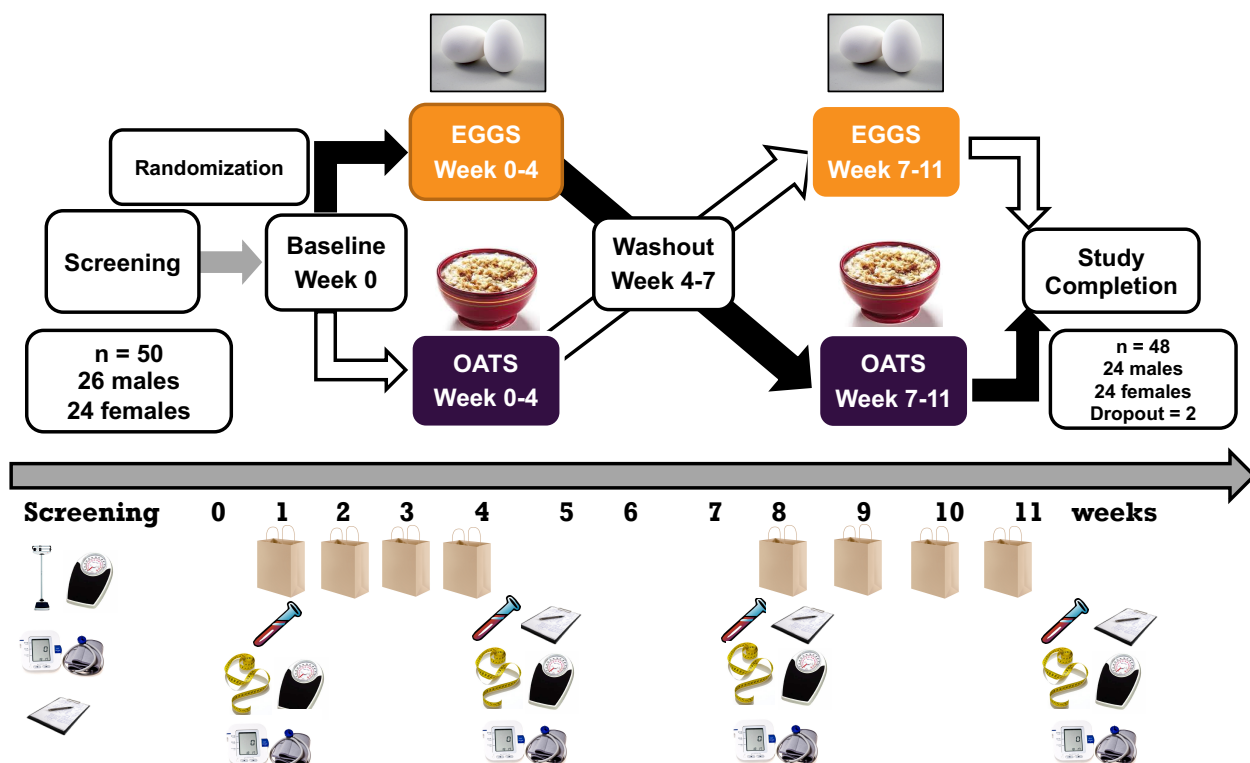 Randomization
Screening
n = 50
26 males
24 females
Baseline
Week 0
EGGS
Week 0-4
OATS
Week 0-4
Washout
Week 4-7
EGGS
Week 7-11
OATS
Week 7-11
Study
Completion
n = 48
24 males
24 females
Dropout = 2
Screening 0 1 2 3 4 5 6 7 8 9 10 11 weeks